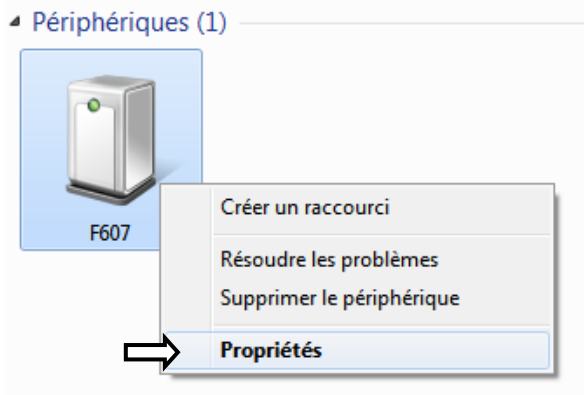 Périphériques (1)
F607
Créer un raccourci
Résoudre les problèmes
Supprimer le périphérique
Propriétés